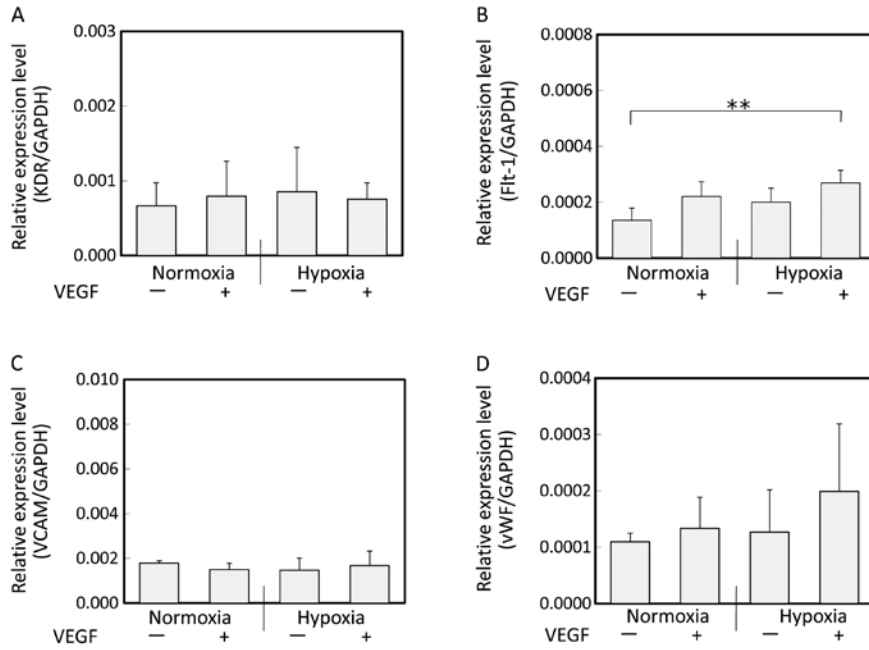 A
Relative expression level
(KDR/GAPDH)
0.003
0.002
0.001
0.000
Normoxia Hypoxia
VEGF — + — +
B
Relative expression level
(Flt-1/GAPDH)
0.0008
0.0006
0.0004
0.0002
0.0000
**
Normoxia Hypoxia
VEGF — + — +
C
Relative expression level
(VCAM/GAPDH)
0.010
0.008
0.006
0.004
0.002
0.000
Normoxia Hypoxia
VEGF — + — +
D
Relative expression level
(vWF/GAPDH)
0.0004
0.0003
0.0002
0.0001
0.0000
Normoxia Hypoxia
VEGF — + — +